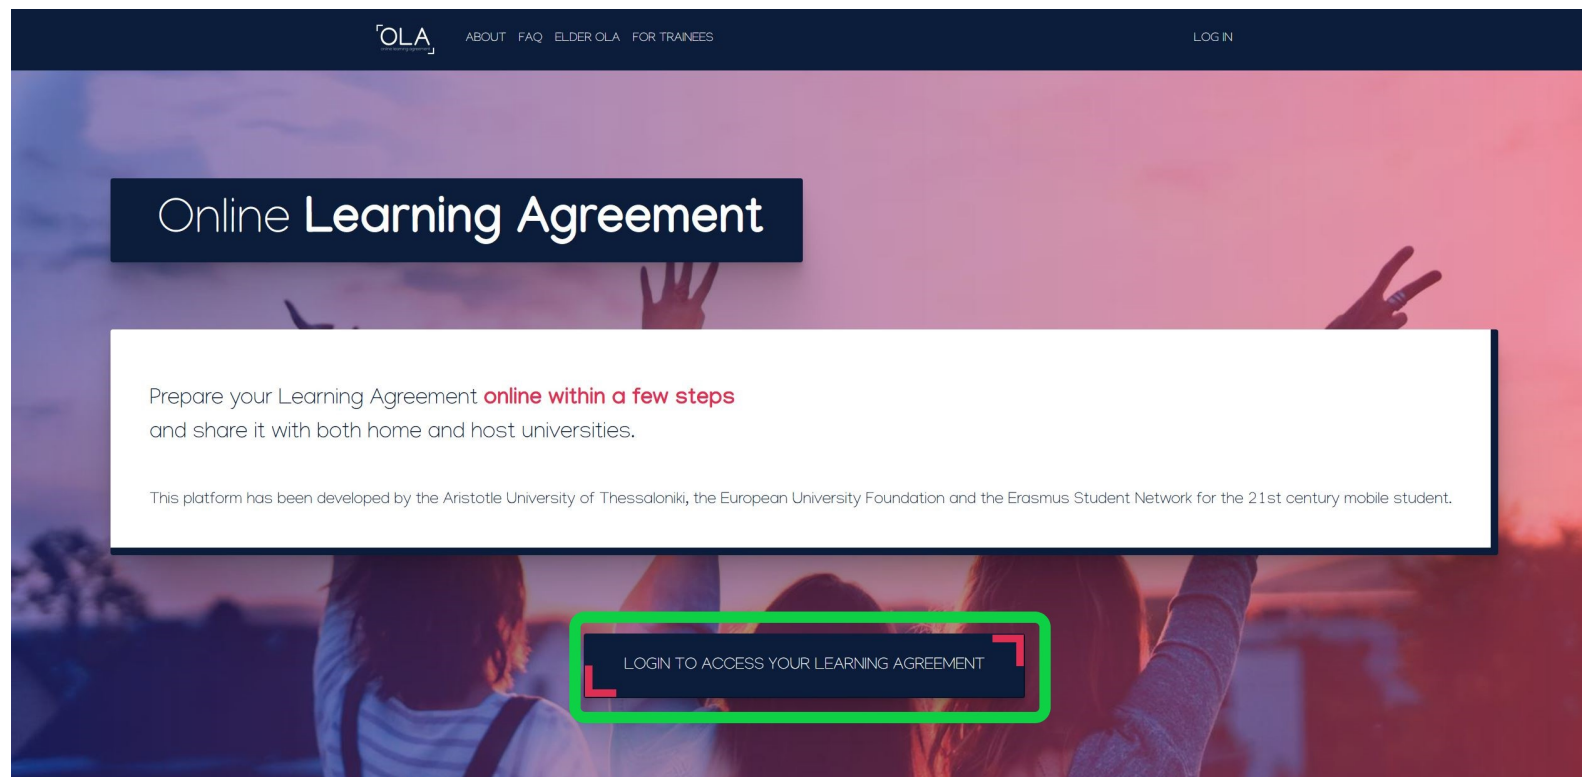 OLA
online learning agreement
ABOUT FAQ ELDER OLA FOR TRAINEES
LOG IN
Online Learning Agreement
Prepare your Learning Agreement online within a few steps
and share it with both home and host universities.
This platform has been developed by the Aristotle University of Thessaloniki, the European University Foundation and the Erasmus Student Network for the 21st century mobile student.
LOGIN TO ACCESS YOUR LEARNING AGREEMENT